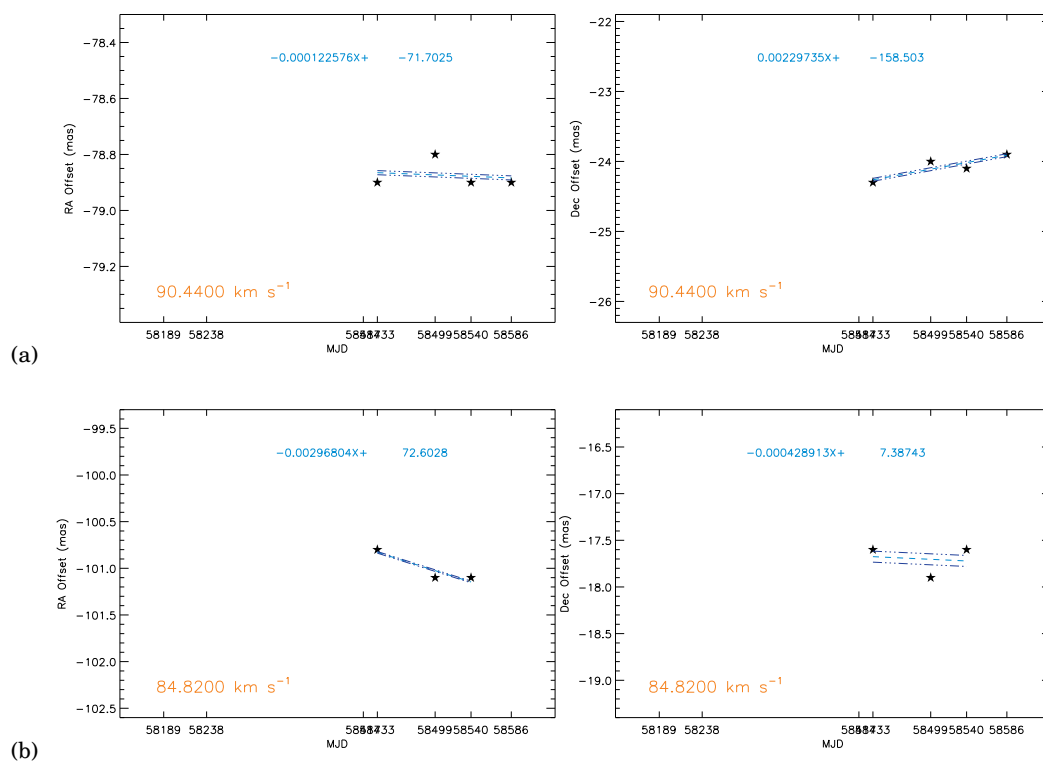 -0.000122576X+ -71.7025
0.00229735X+ -158.503
-78.4
-78.6
-78.8
-79.0
-79.2
RA Offset (mas)
-22
-23
-24
-25
-26
Dec Offset (mas)
90.4400 km s⁻¹
90.4400 km s⁻¹
58189 58238 58499 58540 58586
58189 58238 58499 58540 58586
MJD
MJD
(a)
-0.00296804X+ 72.6028
-0.000428913X+ 7.38743
-99.5
-100.0
-100.5
-101.0
-101.5
-102.0
-102.5
RA Offset (mas)
-16.5
-17.0
-17.5
-18.0
-18.5
-19.0
Dec Offset (mas)
84.8200 km s⁻¹
84.8200 km s⁻¹
58189 58238 58499 58540 58586
58189 58238 58499 58540 58586
MJD
MJD
(b)